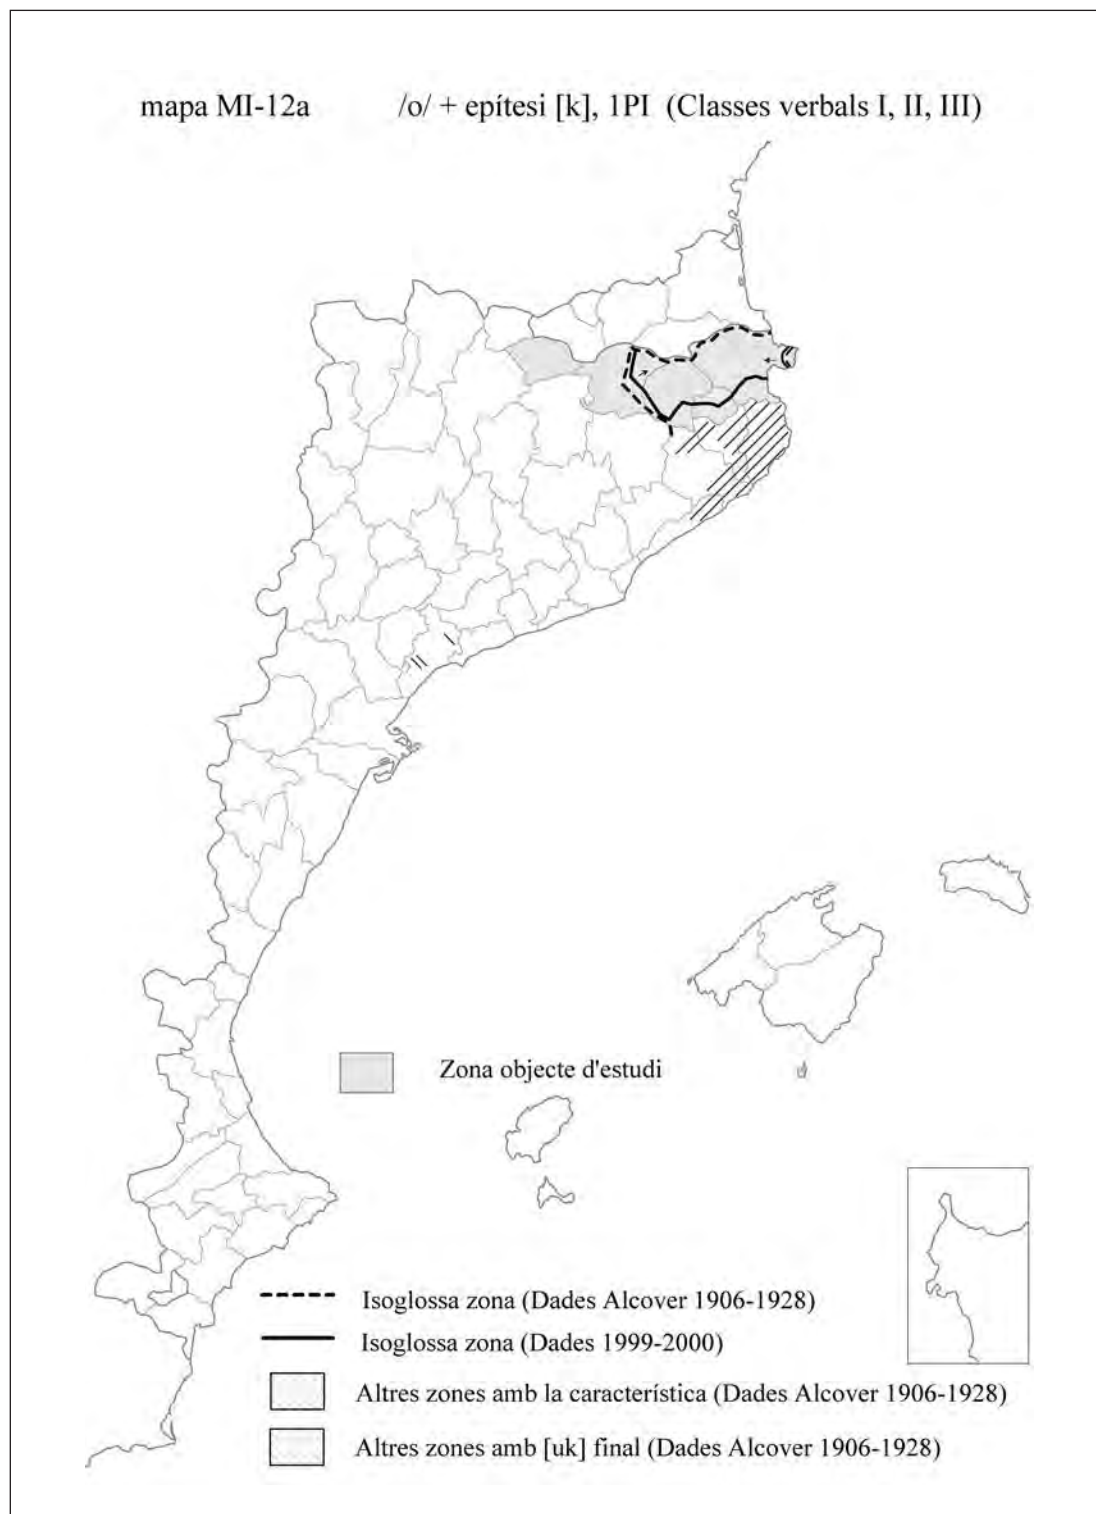 mapa MI-12a /o/ + epítesi [k], 1PI (Classes verbals I, II, III)
Zona objecte d'estudi
Isoglossa zona (Dades Alcover 1906-1928)
Isoglossa zona (Dades 1999-2000)
Altres zones amb la característica (Dades Alcover 1906-1928)
Altres zones amb [uk] final (Dades Alcover 1906-1928)